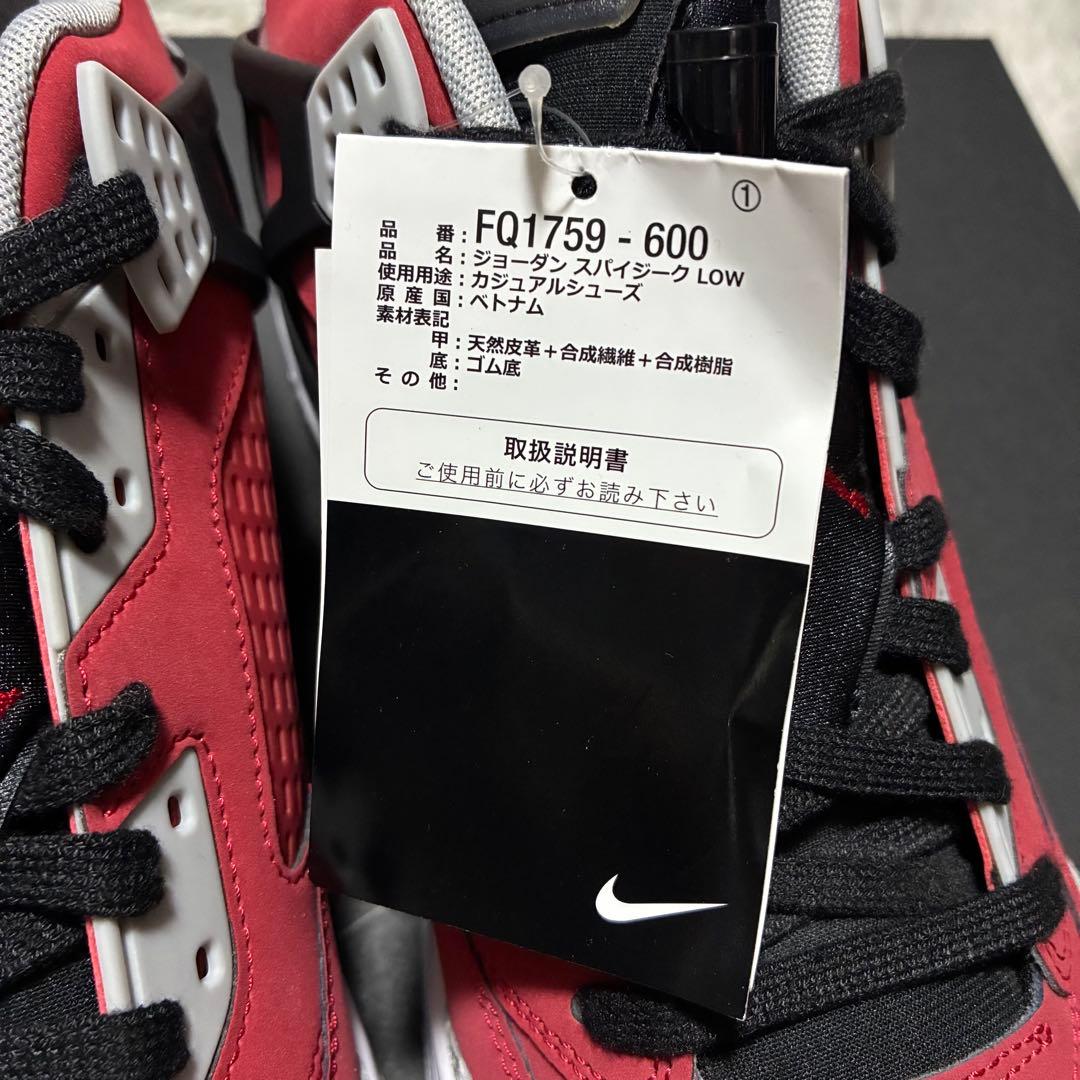 ①
品番：FQ1759 - 600
品名：ジョーダン スパイジーク LOW
使用用途：カジュアルシューズ
原産国：ベトナム
素材表記
甲：天然皮革＋合成繊維＋合成樹脂
底：ゴム底
その他：
取扱説明書
ご使用前に必ずお読み下さい